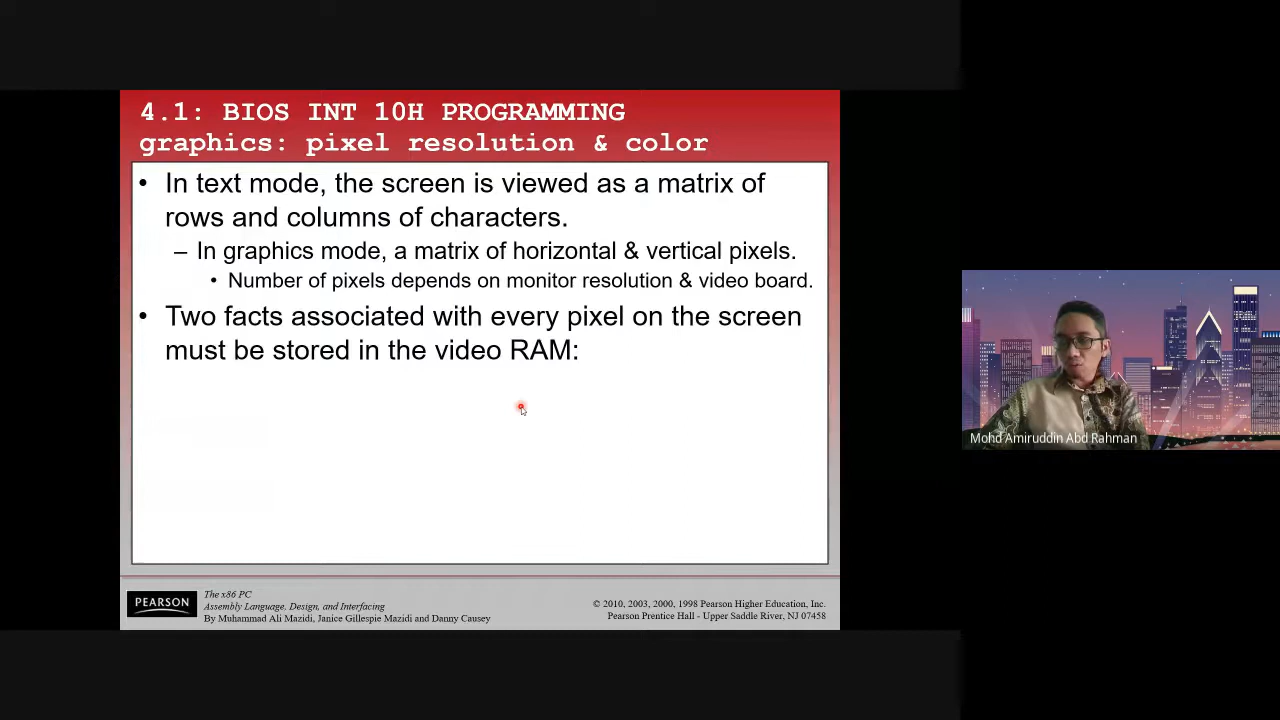 4.1: BIOS INT 10H PROGRAMMING
graphics: pixel resolution & color
• In text mode, the screen is viewed as a matrix of
rows and columns of characters.
– In graphics mode, a matrix of horizontal & vertical pixels.
• Number of pixels depends on monitor resolution & video board.
• Two facts associated with every pixel on the screen
must be stored in the video RAM:
Mohd Amiruddin Abd Rahman
PEARSON
The x86 PC
Assembly Language, Design, and Interfacing
By Muhammad Ali Mazidi, Janice Gillespie Mazidi and Danny Causey
© 2010, 2003, 2000, 1998 Pearson Higher Education, Inc.
Pearson Prentice Hall - Upper Saddle River, NJ 07458